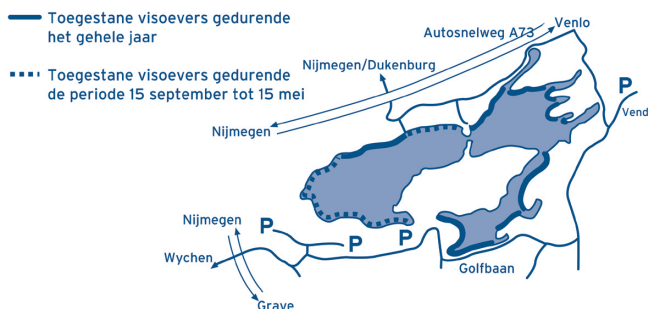 Toegestane visoevers gedurende
het gehele jaar
Toegestane visoevers gedurende
de periode 15 september tot 15 mei
Autosnelweg A73
Venlo
Nijmegen/Dukenburg
P
Nijmegen
Vend
Nijmegen
P
P
P
Wychen
Golfbaan
Grave